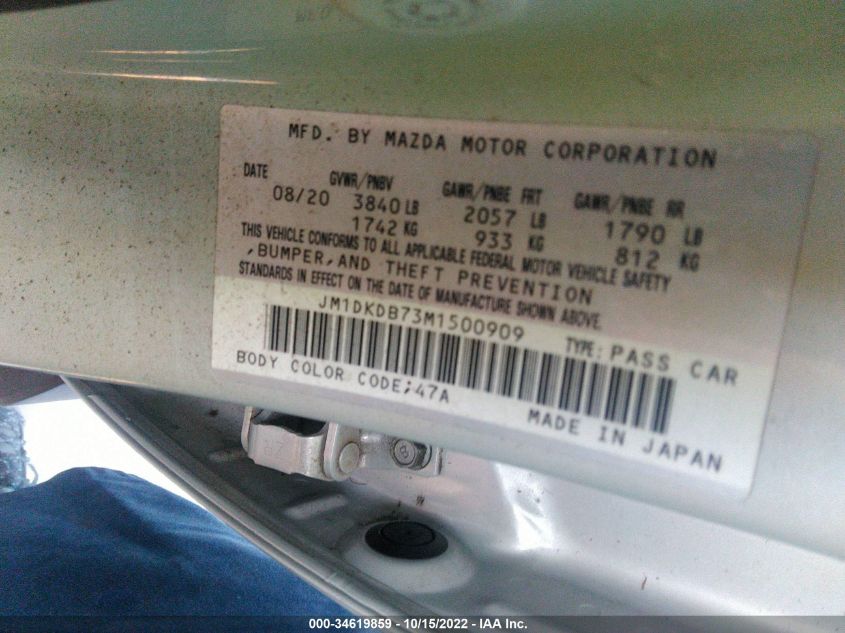 MFD. BY MAZDA MOTOR CORPORATION
DATE GVWR/PNBV GAWR/PNBE FRT GAWR/PNBE RR
08/20 3840 LB 2057 LB 1790 LB
1742 KG 933 KG 812 KG
THIS VEHICLE CONFORMS TO ALL APPLICABLE FEDERAL MOTOR VEHICLE SAFETY
,BUMPER,AND THEFT PREVENTION
STANDARDS IN EFFECT ON THE DATE OF MANUFACTURE SHOWN ABOVE.
JM1DKDB73M1500909
TYPE: PASS CAR
BODY COLOR CODE;47A
MADE IN JAPAN
8
000-34619859 - 10/15/2022 - IAA Inc.